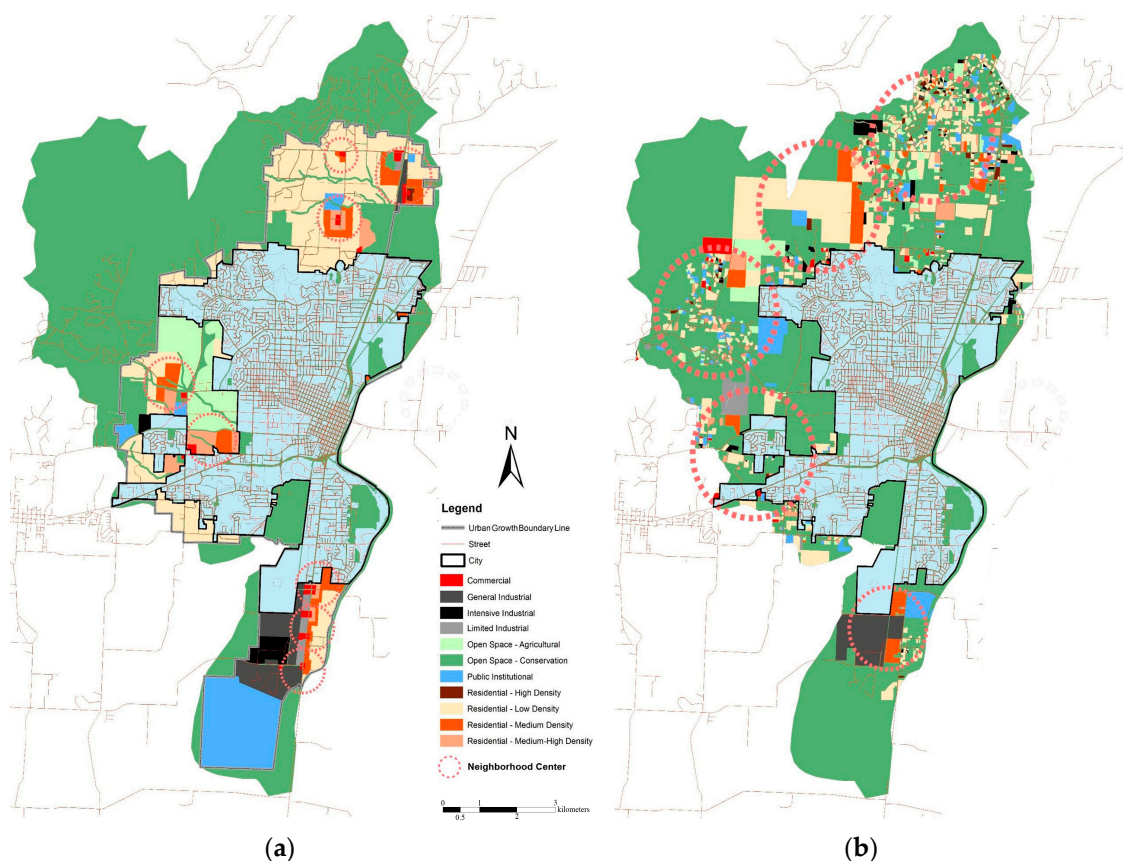 N
Legend
Urban Growth Boundary Line
Street
City
Commercial
General Industrial
Intensive Industrial
Limited Industrial
Open Space - Agricultural
Open Space - Conservation
Public Institutional
Residential - High Density
Residential - Low Density
Residential - Medium Density
Residential - Medium-High Density
Neighborhood Center
0 1 3
kilometers
0.5 2
(a) (b)